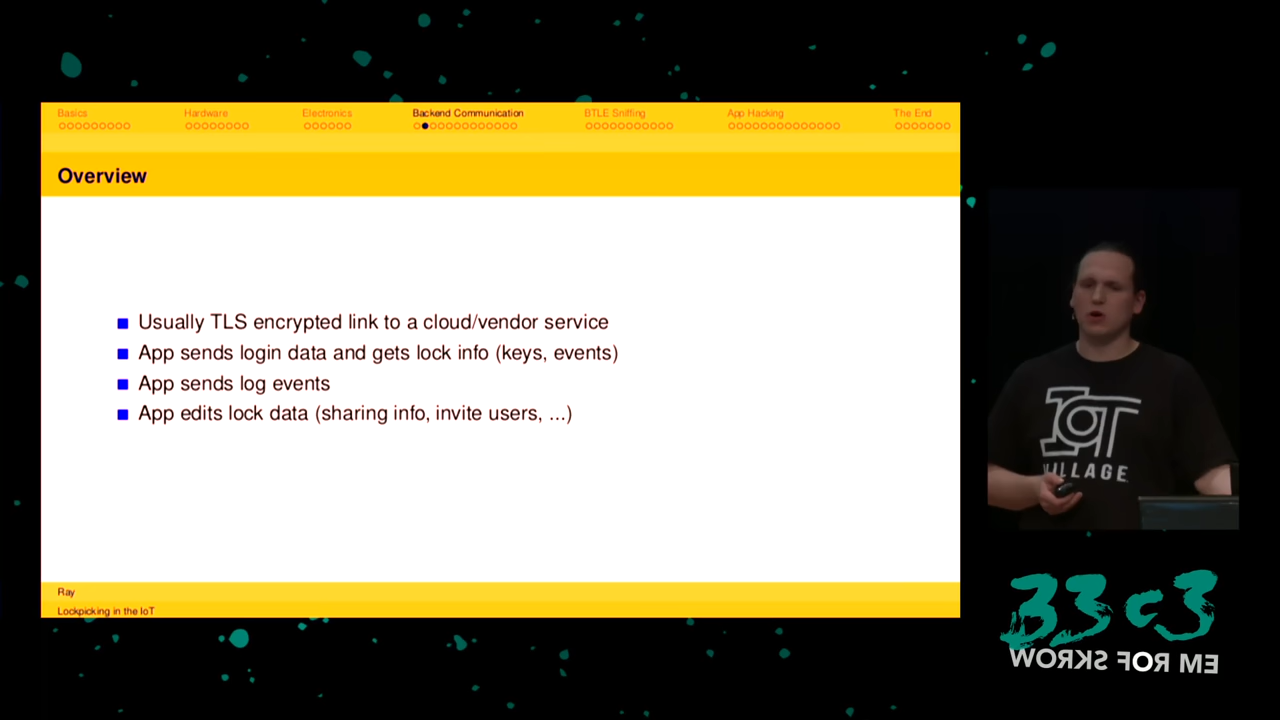 Basics Hardware Electronics Backend Communication BTLE Sniffing App Hacking The End
Overview
Usually TLS encrypted link to a cloud/vendor service
App sends login data and gets lock info (keys, events)
App sends log events
App edits lock data (sharing info, invite users, ...)
Ray
Lockpicking in the IoT
IoT
VILLAGE
33c3
WORKS FOR ME